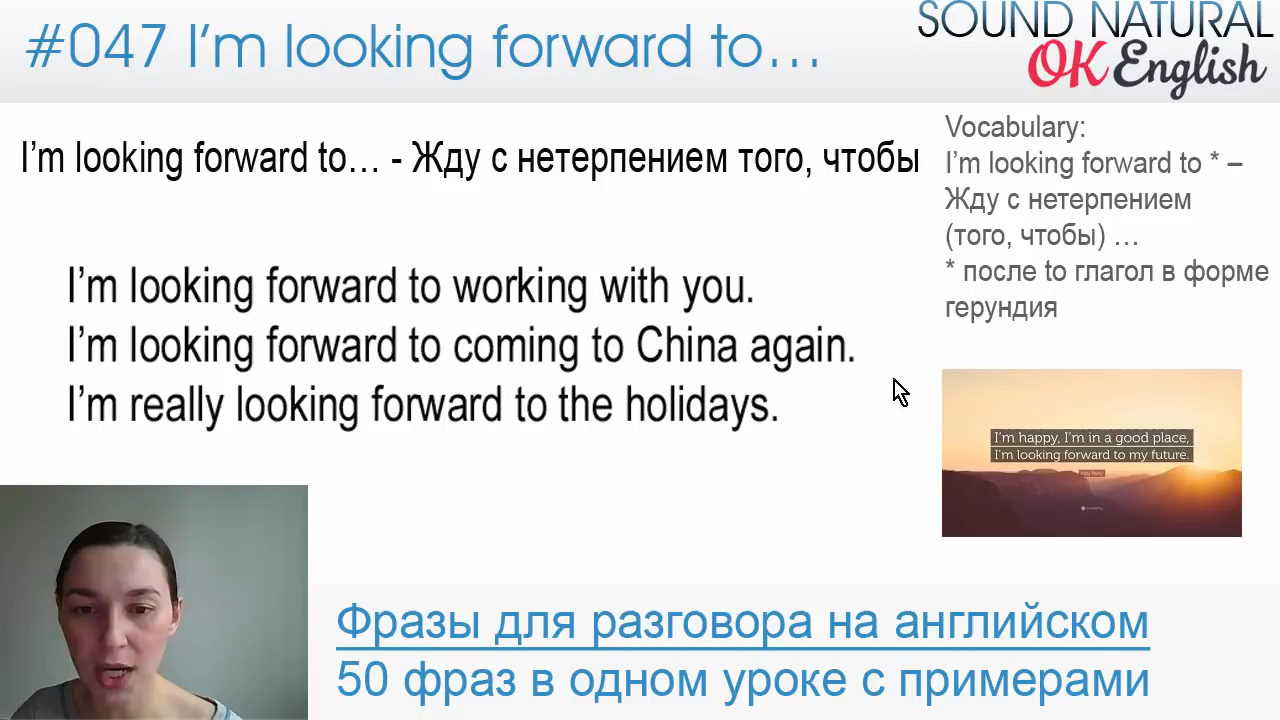 #047 I’m looking forward to…
SOUND NATURAL
OK English
I’m looking forward to… - Жду с нетерпением того, чтобы
I’m looking forward to working with you.
I’m looking forward to coming to China again.
I’m really looking forward to the holidays.
Vocabulary:
I’m looking forward to * –
Жду с нетерпением
(того, чтобы) …
* после to глагол в форме
герундия
I’m happy, I’m in a good place,
I’m looking forward to my future.
Фразы для разговора на английском
50 фраз в одном уроке с примерами